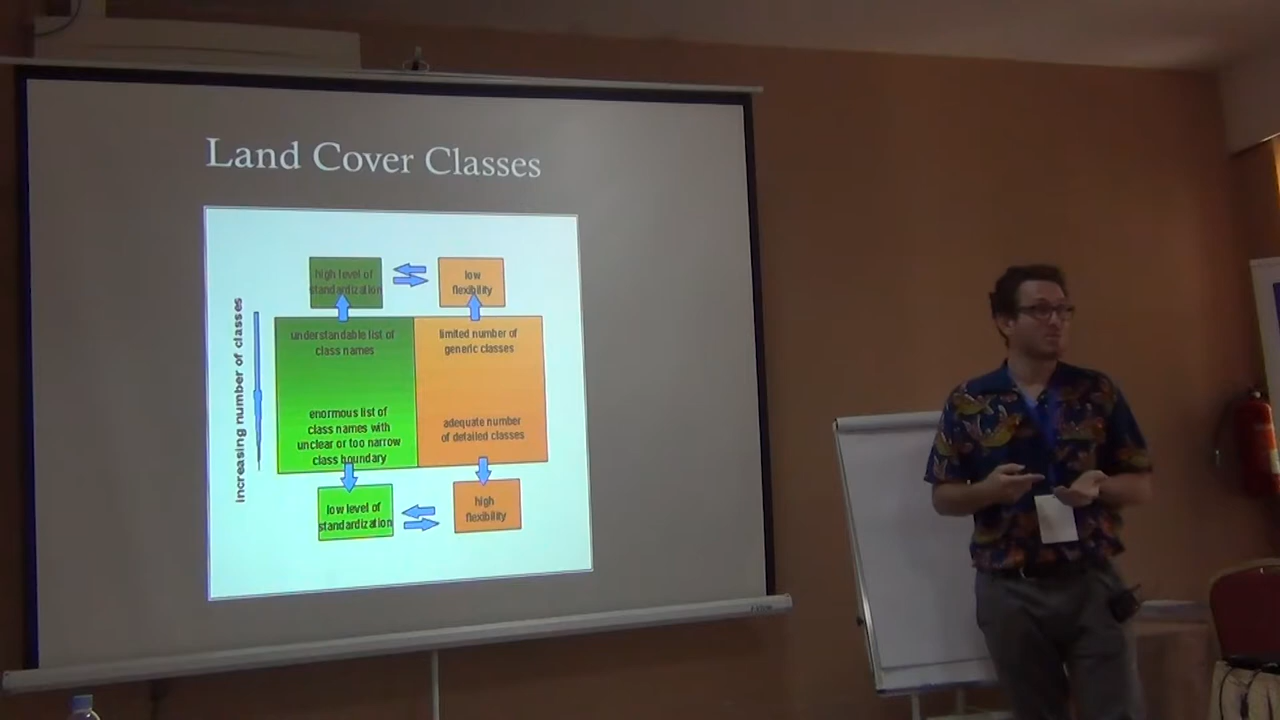 Land Cover Classes
high level of
standardization
low
flexibility
increasing number of classes
understandable list of
class names
limited number of
generic classes
enormous list of
class names with
unclear or too narrow
class boundary
adequate number
of detailed classes
low level of
standardization
high
flexibility